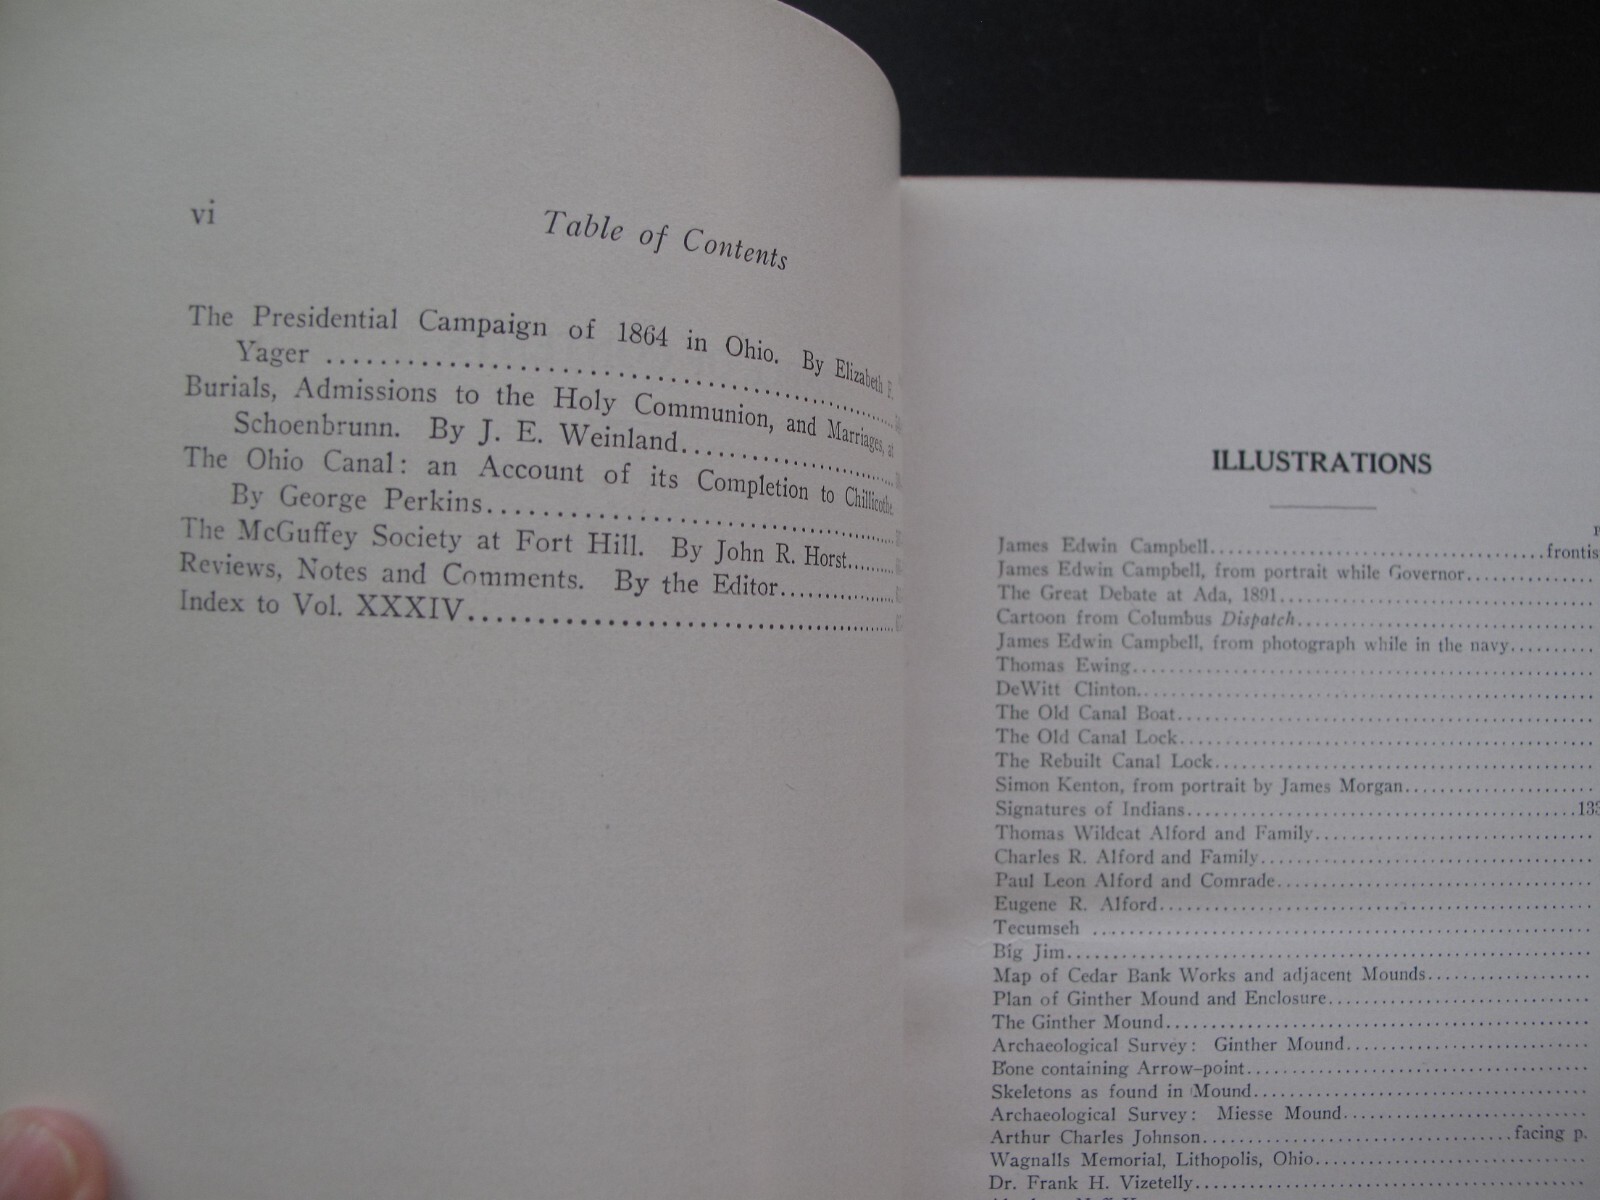 vi Table of Contents
The Presidential Campaign of 1864 in Ohio. By Elizabeth F.
Yager ........................................
Burials, Admissions to the Holy Communion, and Marriages, at
Schoenbrunn. By J. E. Weinland....................
The Ohio Canal: an Account of its Completion to Chillicothe
By George Perkins........................................
The McGuffey Society at Fort Hill. By John R. Horst..........
Reviews, Notes and Comments. By the Editor..................
Index to Vol. XXXIV........................................
ILLUSTRATIONS
James Edwin Campbell........................................frontis
James Edwin Campbell, from portrait while Governor...............
The Great Debate at Ada, 1891........................................
Cartoon from Columbus Dispatch........................................
James Edwin Campbell, from photograph while in the navy..........
Thomas Ewing........................................
DeWitt Clinton........................................
The Old Canal Boat........................................
The Old Canal Lock........................................
The Rebuilt Canal Lock........................................
Simon Kenton, from portrait by James Morgan....................
Signatures of Indians........................................133
Thomas Wildcat Alford and Family..............................
Charles R. Alford and Family........................................
Paul Leon Alford and Comrade........................................
Eugene R. Alford........................................
Tecumseh ........................................
Big Jim........................................
Map of Cedar Bank Works and adjacent Mounds..................
Plan of Ginther Mound and Enclosure..............................
The Ginther Mound........................................
Archaeological Survey: Ginther Mound..............................
Bone containing Arrow-point........................................
Skeletons as found in Mound........................................
Archaeological Survey: Miesse Mound..............................
Arthur Charles Johnson..............................facing p.
Wagnalls Memorial, Lithopolis, Ohio..............................
Dr. Frank H. Vizetelly........................................